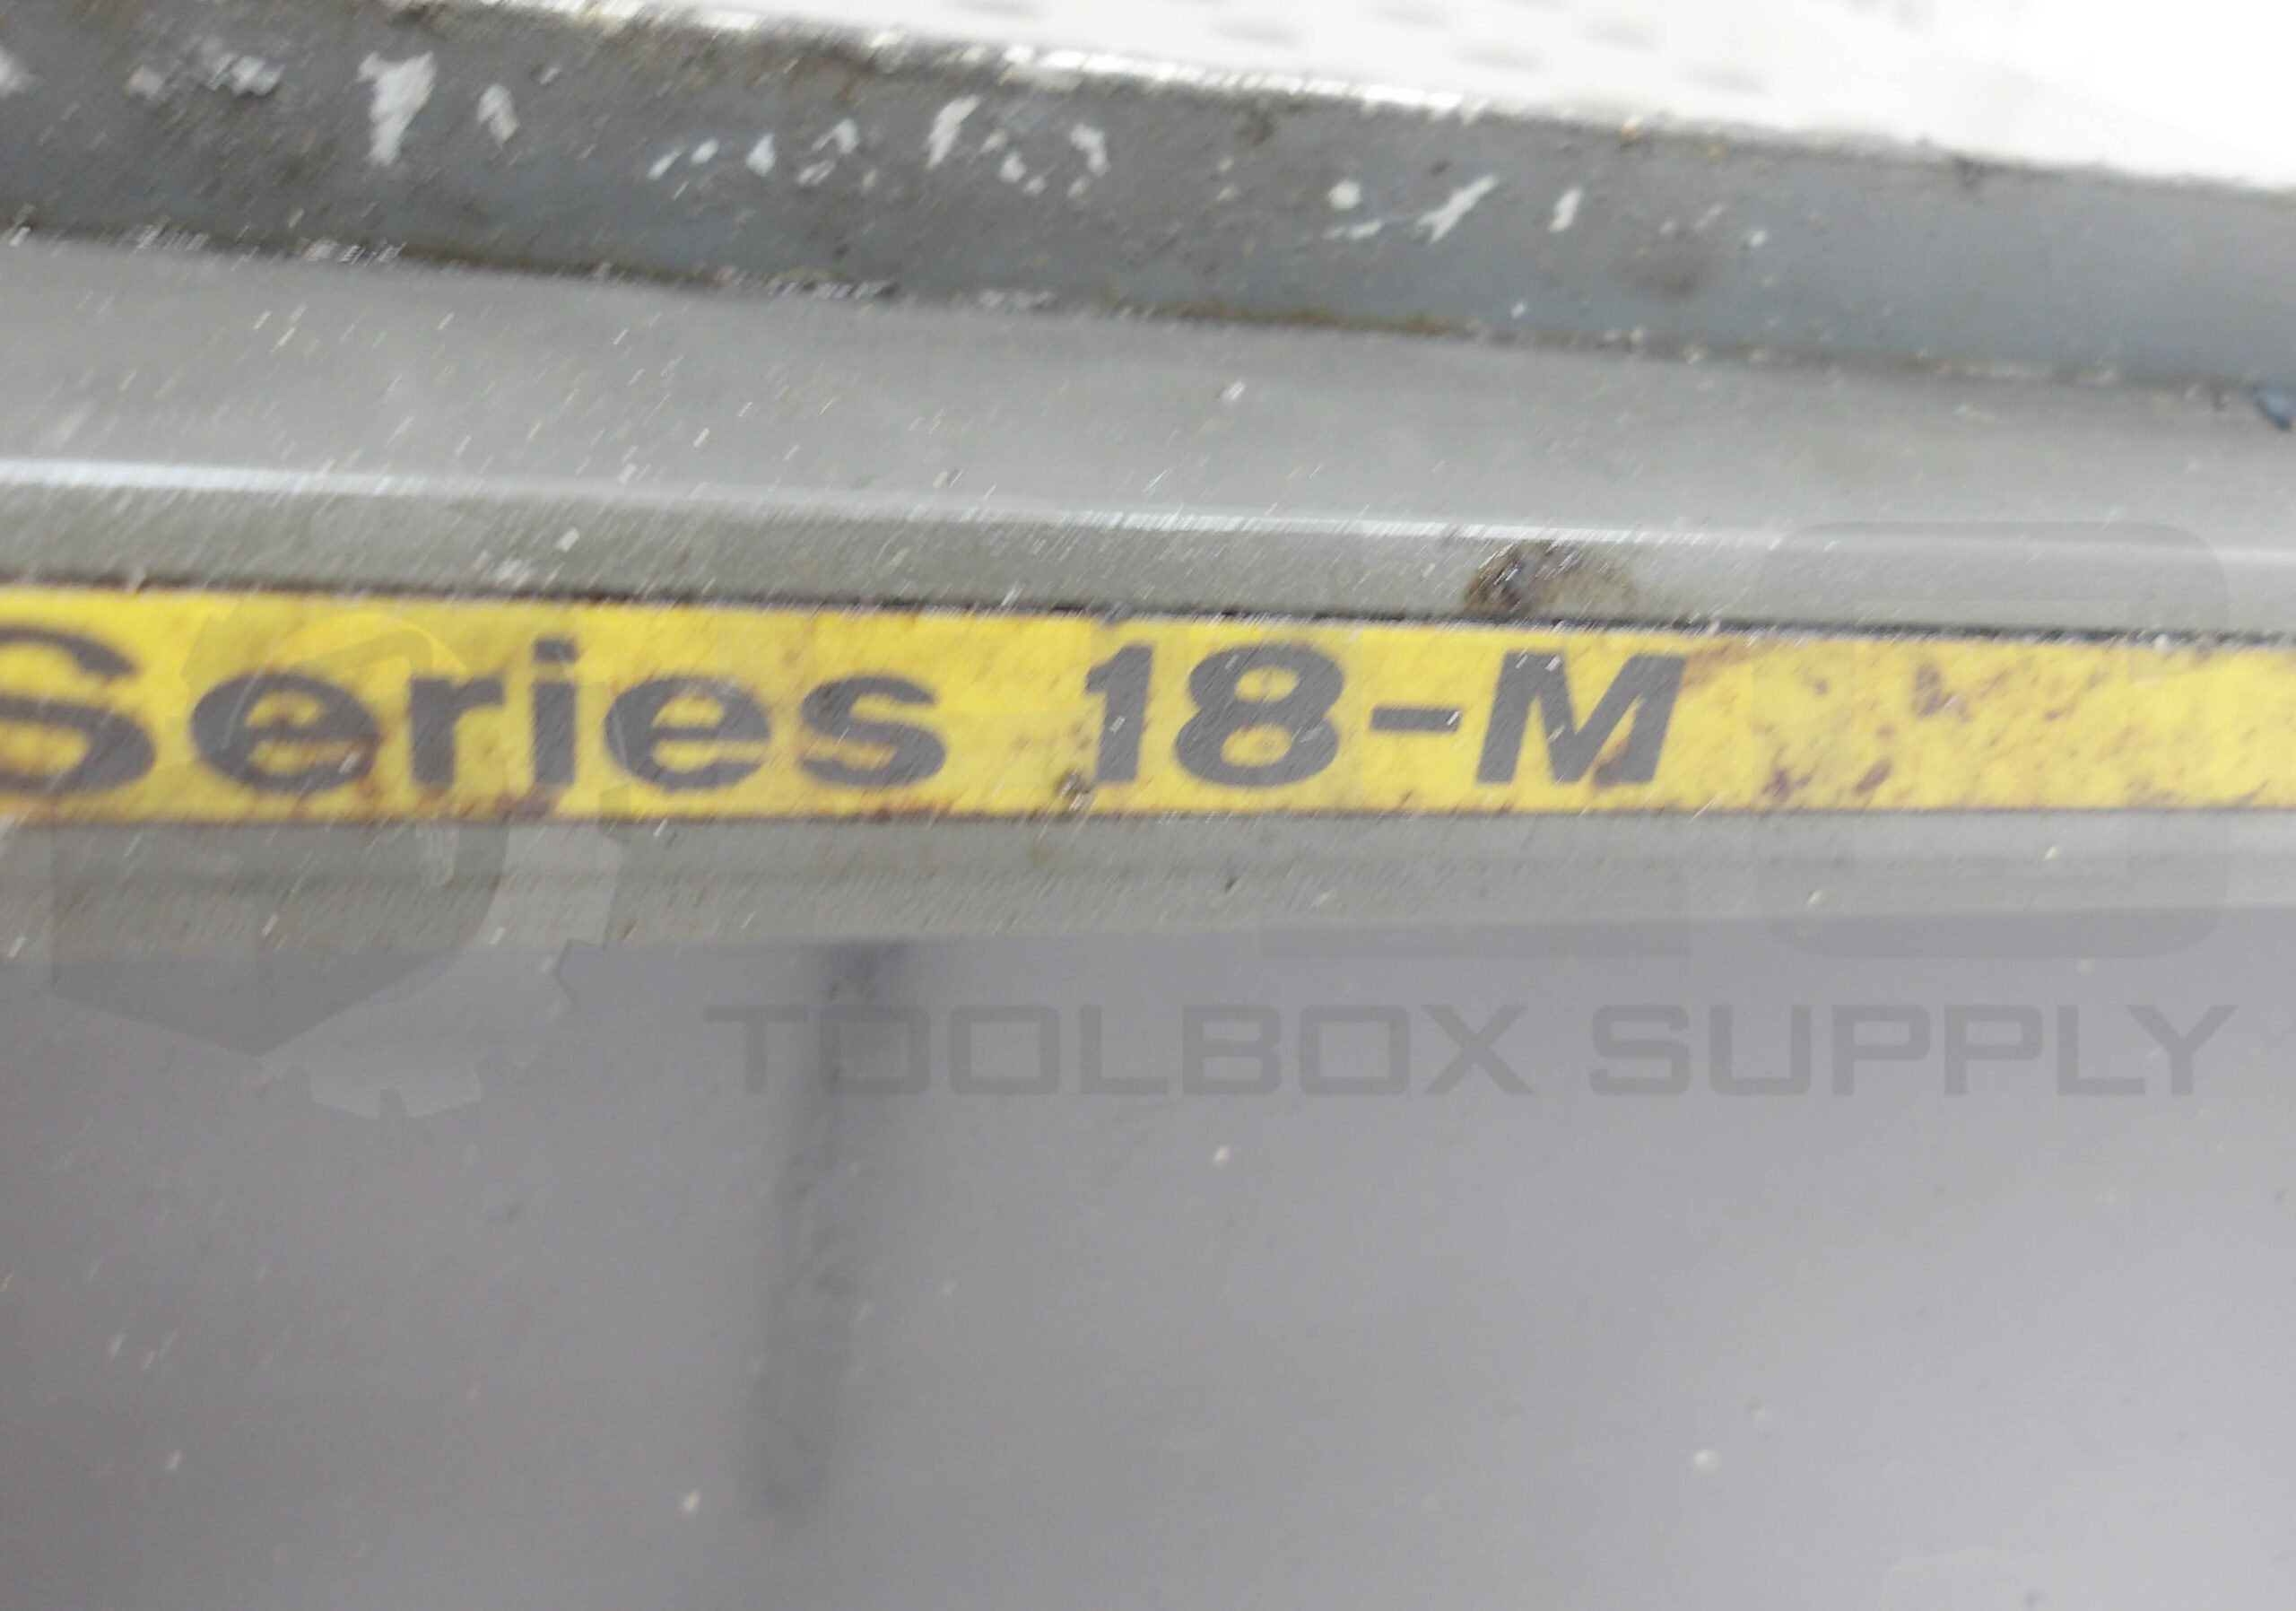 Series 18-M
TOOLBOX SUPPLY